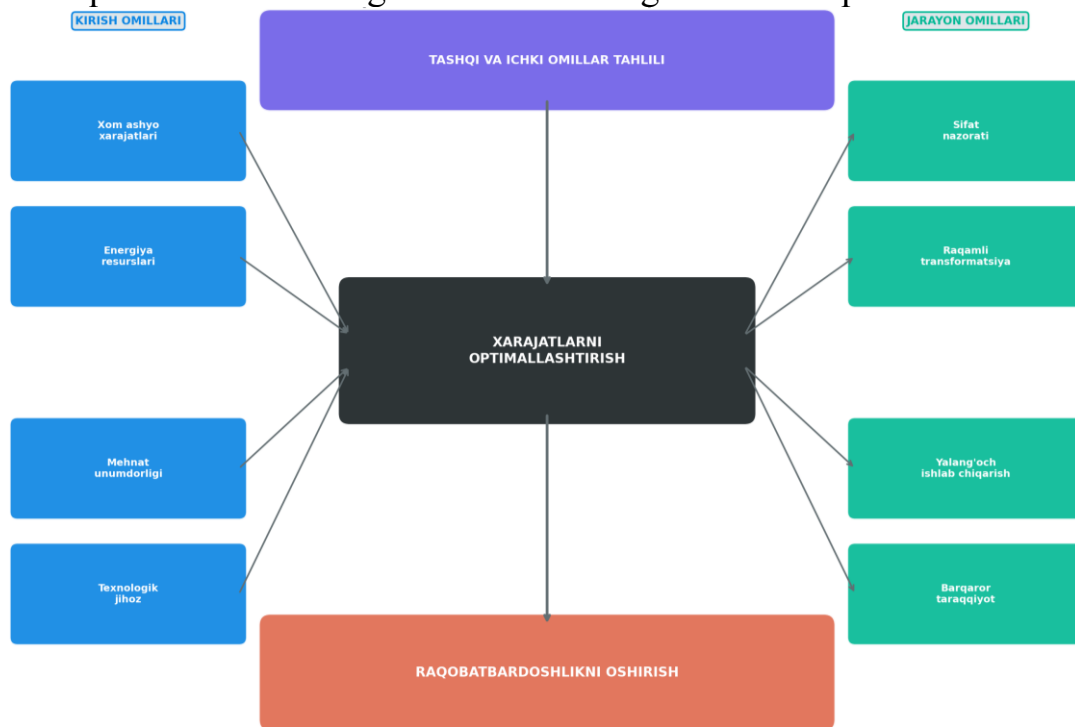 KIRISH OMILLARI
JARAYON OMILLARI
TASHQI VA ICHKI OMILLAR TAHLILI
Xom ashyo
xarajatlari
Sifat
nazorati
Energiya
resurslari
Raqamli
transformatsiya
XARAJATLARNI
OPTIMALLASHTIRISH
Mehnat
unumdorligi
Yalang'och
ishlab chiqarish
Texnologik
jihoz
Barqaror
taraqqiyot
RAQOBATBARDOSHLIKNI OSHIRISH